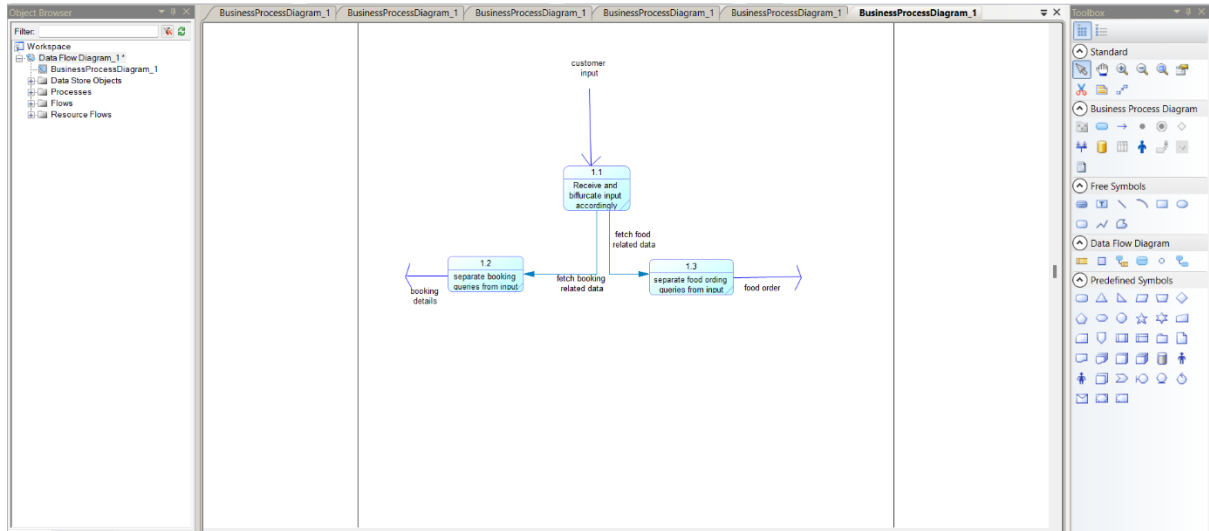 Object Browser
BusinessProcessDiagram_1
BusinessProcessDiagram_1
BusinessProcessDiagram_1
BusinessProcessDiagram_1
BusinessProcessDiagram_1
BusinessProcessDiagram_1
Toolbox
Filter:
Workspace
Data Flow Diagram_1 *
BusinessProcessDiagram_1
Data Store Objects
Processes
Flows
Resource Flows
customer
input
1.1
Receive and
bifurcate input
accordingly
fetch food
related data
1.2
separate booking
queries from input
fetch booking
related data
1.3
separate food ording
queries from input
booking
details
food order
Standard
Business Process Diagram
Free Symbols
Data Flow Diagram
Predefined Symbols